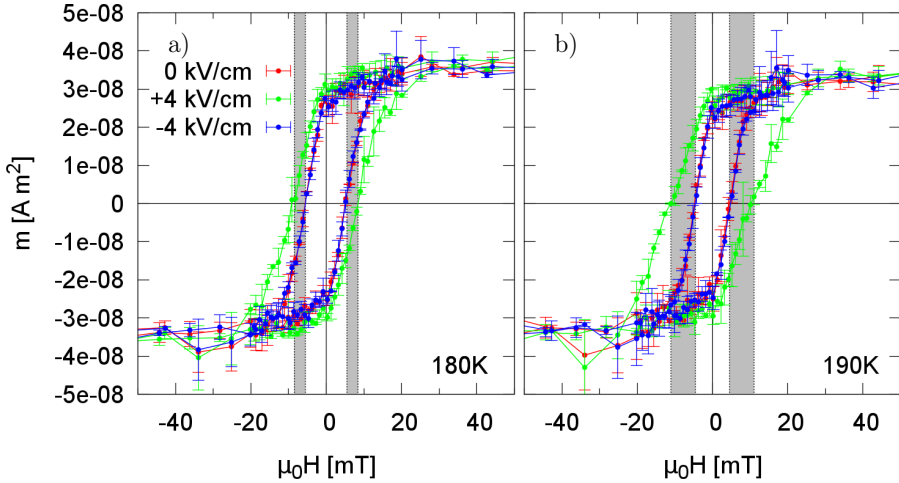 a)
0 kV/cm
+4 kV/cm
-4 kV/cm
b)
5e-08
4e-08
3e-08
2e-08
1e-08
0
-1e-08
-2e-08
-3e-08
-4e-08
-5e-08
m [A m²]
180K
190K
-40 -20 0 20 40
-40 -20 0 20 40
μ₀H [mT]
μ₀H [mT]